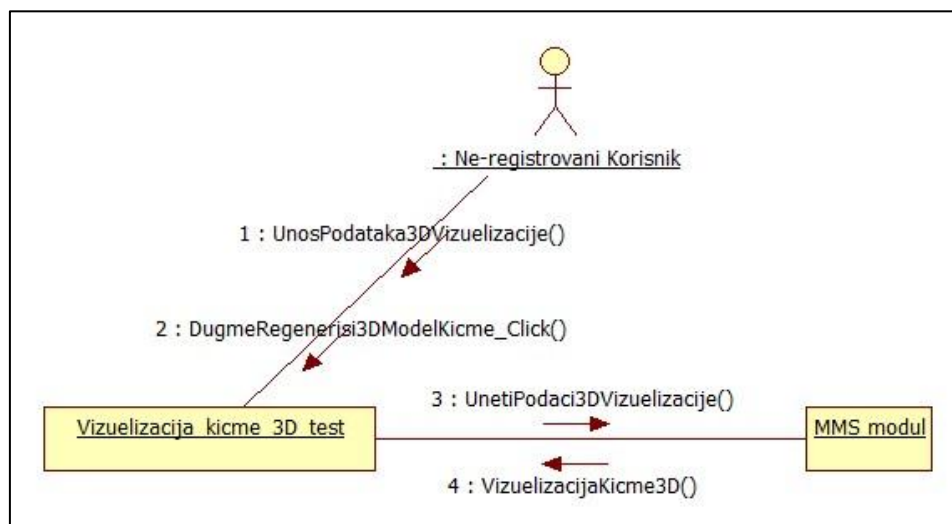 : Ne-registrovani Korisnik
1 : UnosPodataka3DVizuelizacije()
2 : DugmeRegenerisi3DModelKicme_Click()
3 : UnetiPodaci3DVizuelizacije()
Vizuelizacija_kicme_3D_test
MMS modul
4 : VizuelizacijaKicme3D()